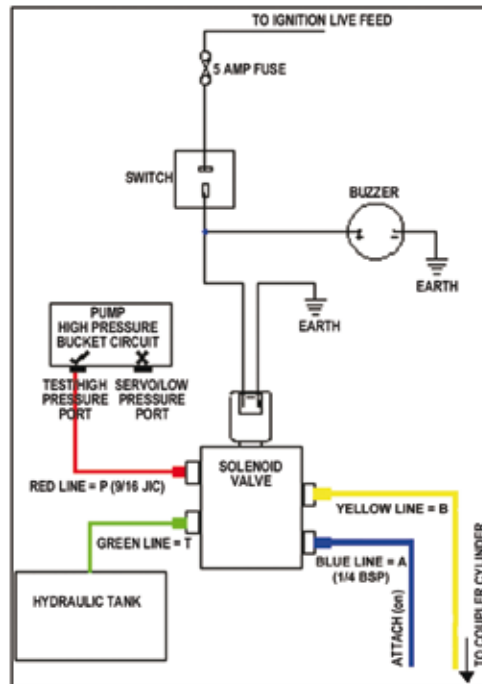 TO IGNITION LIVE FEED
5 AMP FUSE
SWITCH
BUZZER
EARTH
EARTH
PUMP
HIGH PRESSURE
BUCKET CIRCUIT
TEST/HIGH
PRESSURE
PORT
SERVO/LOW
PRESSURE
PORT
SOLENOID
VALVE
RED LINE = P (9/16 JIC)
YELLOW LINE = B
GREEN LINE = T
BLUE LINE = A
(1/4 BSP)
HYDRAULIC TANK
ATTACH (on)
TO COUPLER CYLINDER